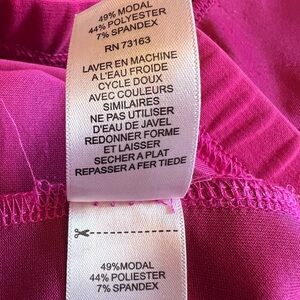 49% MODAL
44% POLYESTER
7% SPANDEX
RN 73163
LAVER EN MACHINE
A L'EAU FROIDE
CYCLE DOUX
AVEC COULEURS
SIMILAIRES
NE PAS UTILISER
D'EAU DE JAVEL
REDONNER FORME
ET LAISSER
SECHER A PLAT
REPASSER A FER TIEDE
49%MODAL
44% POLIESTER
7% SPANDEX